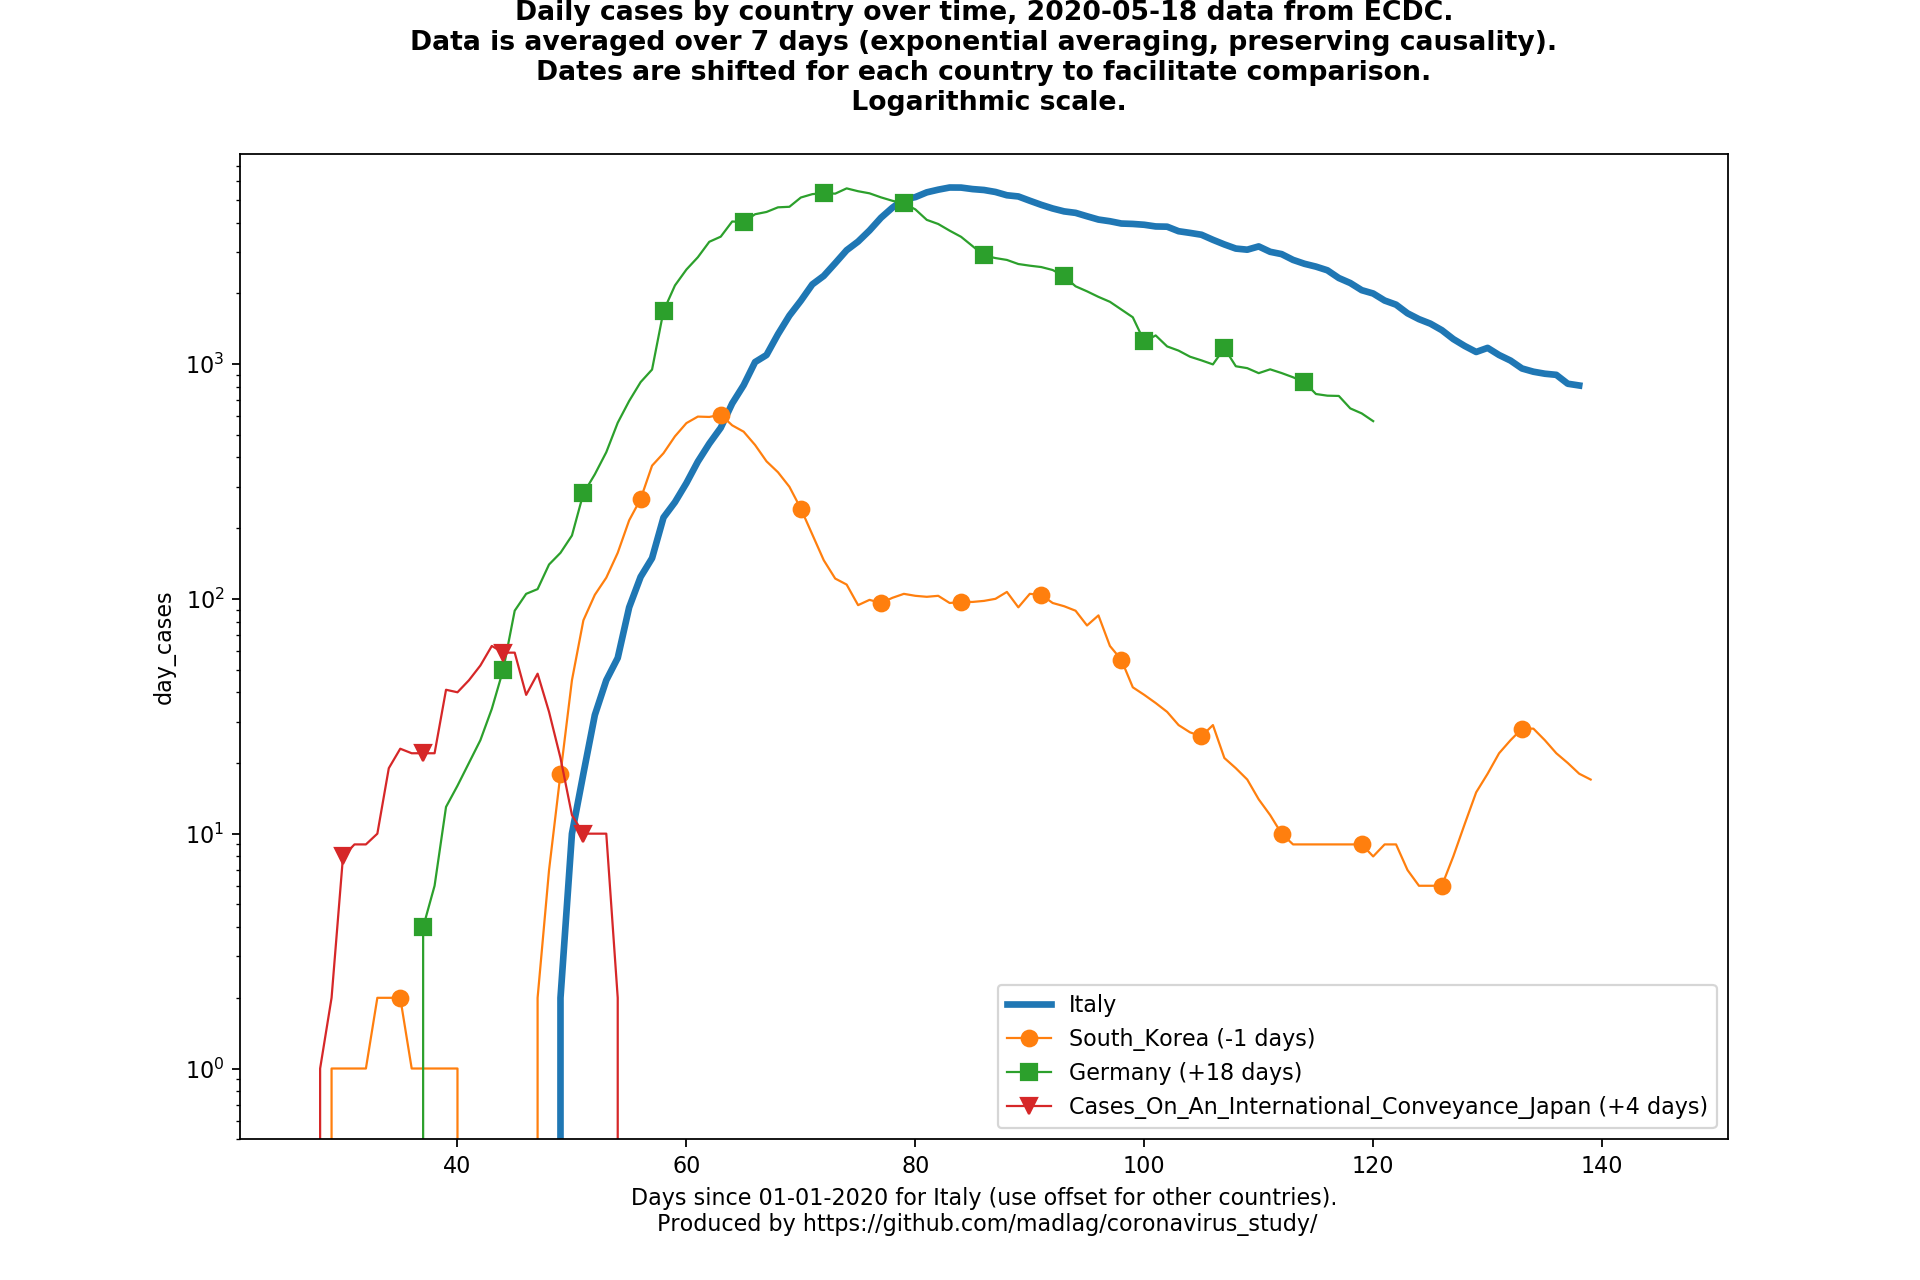 Daily cases by country over time, 2020-05-18 data from ECDC.
Data is averaged over 7 days (exponential averaging, preserving causality).
Dates are shifted for each country to facilitate comparison.
Logarithmic scale.
10³
10²
10¹
10⁰
day_cases
Italy
South_Korea (-1 days)
Germany (+18 days)
Cases_On_An_International_Conveyance_Japan (+4 days)
40 60 80 100 120 140
Days since 01-01-2020 for Italy (use offset for other countries).
Produced by https://github.com/madlag/coronavirus_study/